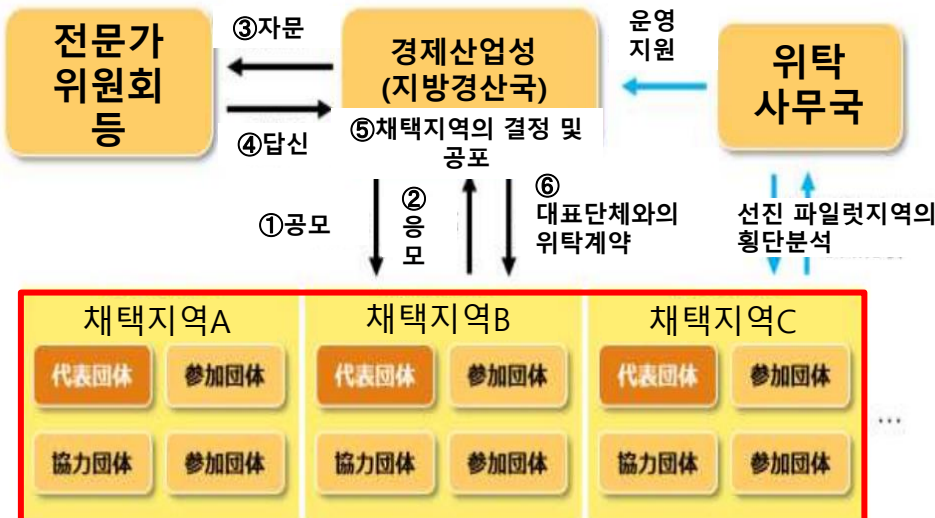 전문가
위원회
등
③자문
④답신
경제산업성
(지방경산국)
⑤채택지역의 결정 및
공포
운영
지원
위탁
사무국
①공모
②
응
모
⑥
대표단체와의
위탁계약
선진 파일럿지역의
횡단분석
채택지역A
代表団体
参加団体
協力団体
参加団体
채택지역B
代表団体
参加団体
協力団体
参加団体
채택지역C
代表団体
参加団体
協力団体
参加団体
…